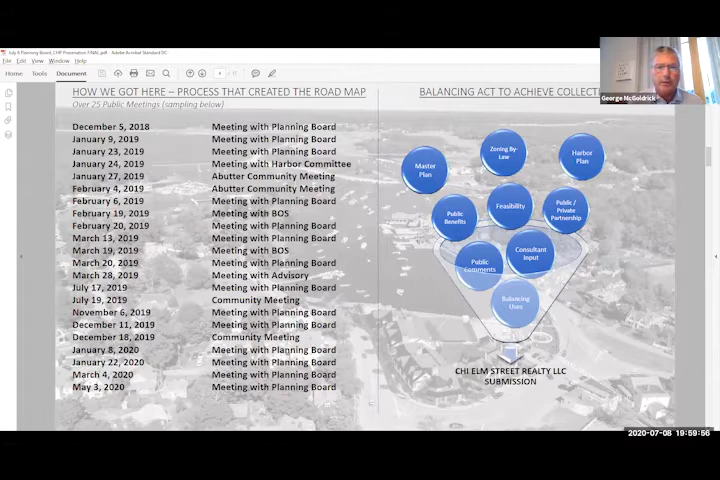 July 8 Planning Board, CHP Presentation FINAL.pdf - Adobe Acrobat Standard DC
File Edit View Window Help
Home Tools Document
HOW WE GOT HERE – PROCESS THAT CREATED THE ROAD MAP
Over 25 Public Meetings (sampling below)
December 5, 2018 Meeting with Planning Board
January 9, 2019 Meeting with Planning Board
January 23, 2019 Meeting with Planning Board
January 24, 2019 Meeting with Harbor Committee
January 27, 2019 Abutter Community Meeting
February 4, 2019 Abutter Community Meeting
February 6, 2019 Meeting with Planning Board
February 19, 2019 Meeting with BOS
February 20, 2019 Meeting with Planning Board
March 13, 2019 Meeting with Planning Board
March 19, 2019 Meeting with BOS
March 20, 2019 Meeting with Planning Board
March 28, 2019 Meeting with Advisory
July 17, 2019 Meeting with Planning Board
July 19, 2019 Community Meeting
November 6, 2019 Meeting with Planning Board
December 11, 2019 Meeting with Planning Board
December 18, 2019 Community Meeting
January 8, 2020 Meeting with Planning Board
January 22, 2020 Meeting with Planning Board
March 4, 2020 Meeting with Planning Board
May 3, 2020 Meeting with Planning Board
BALANCING ACT TO ACHIEVE COLLECTI
Master
Plan
Zoning By-
Law
Harbor
Plan
Public
Benefits
Feasibility
Public /
Private
Partnership
Public
Comments
Consultant
Input
Balancing
Uses
CHI ELM STREET REALTY LLC
SUBMISSION
George McGoldrick
2020-07-08 19:59:56